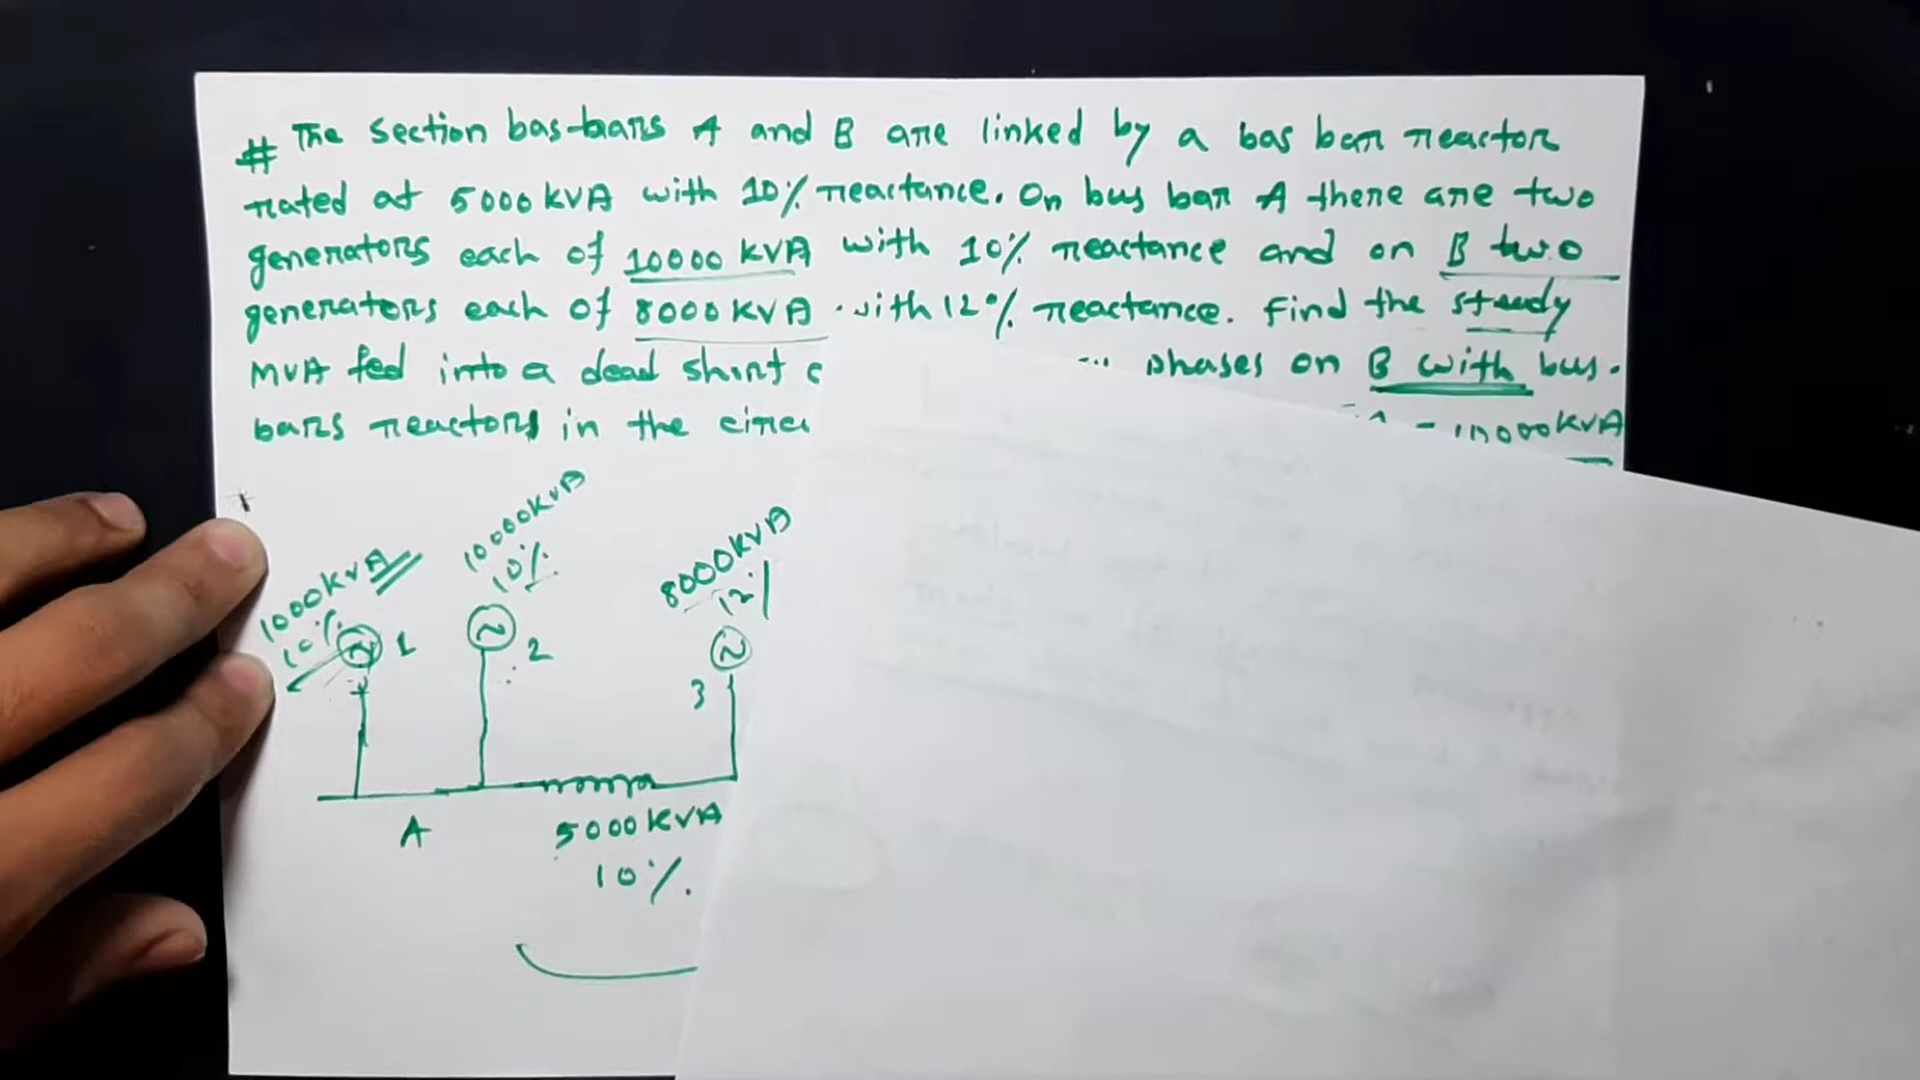 # The section bas-bars A and B are linked by a bas bar reactor
rated at 5000 KVA with 10% reactance. On bus bar A there are two
generators each of 10000 KVA with 10% reactance and on B two
generators each of 8000 KVA with 12% reactance. Find the steady
MVA fed into a dead short phases on B with bus.
bars reactors in the
10000KVA
10000KVA
10%
10000KVA
10%
8000KVA
12%
1
2
3
A
5000KVA
10%.